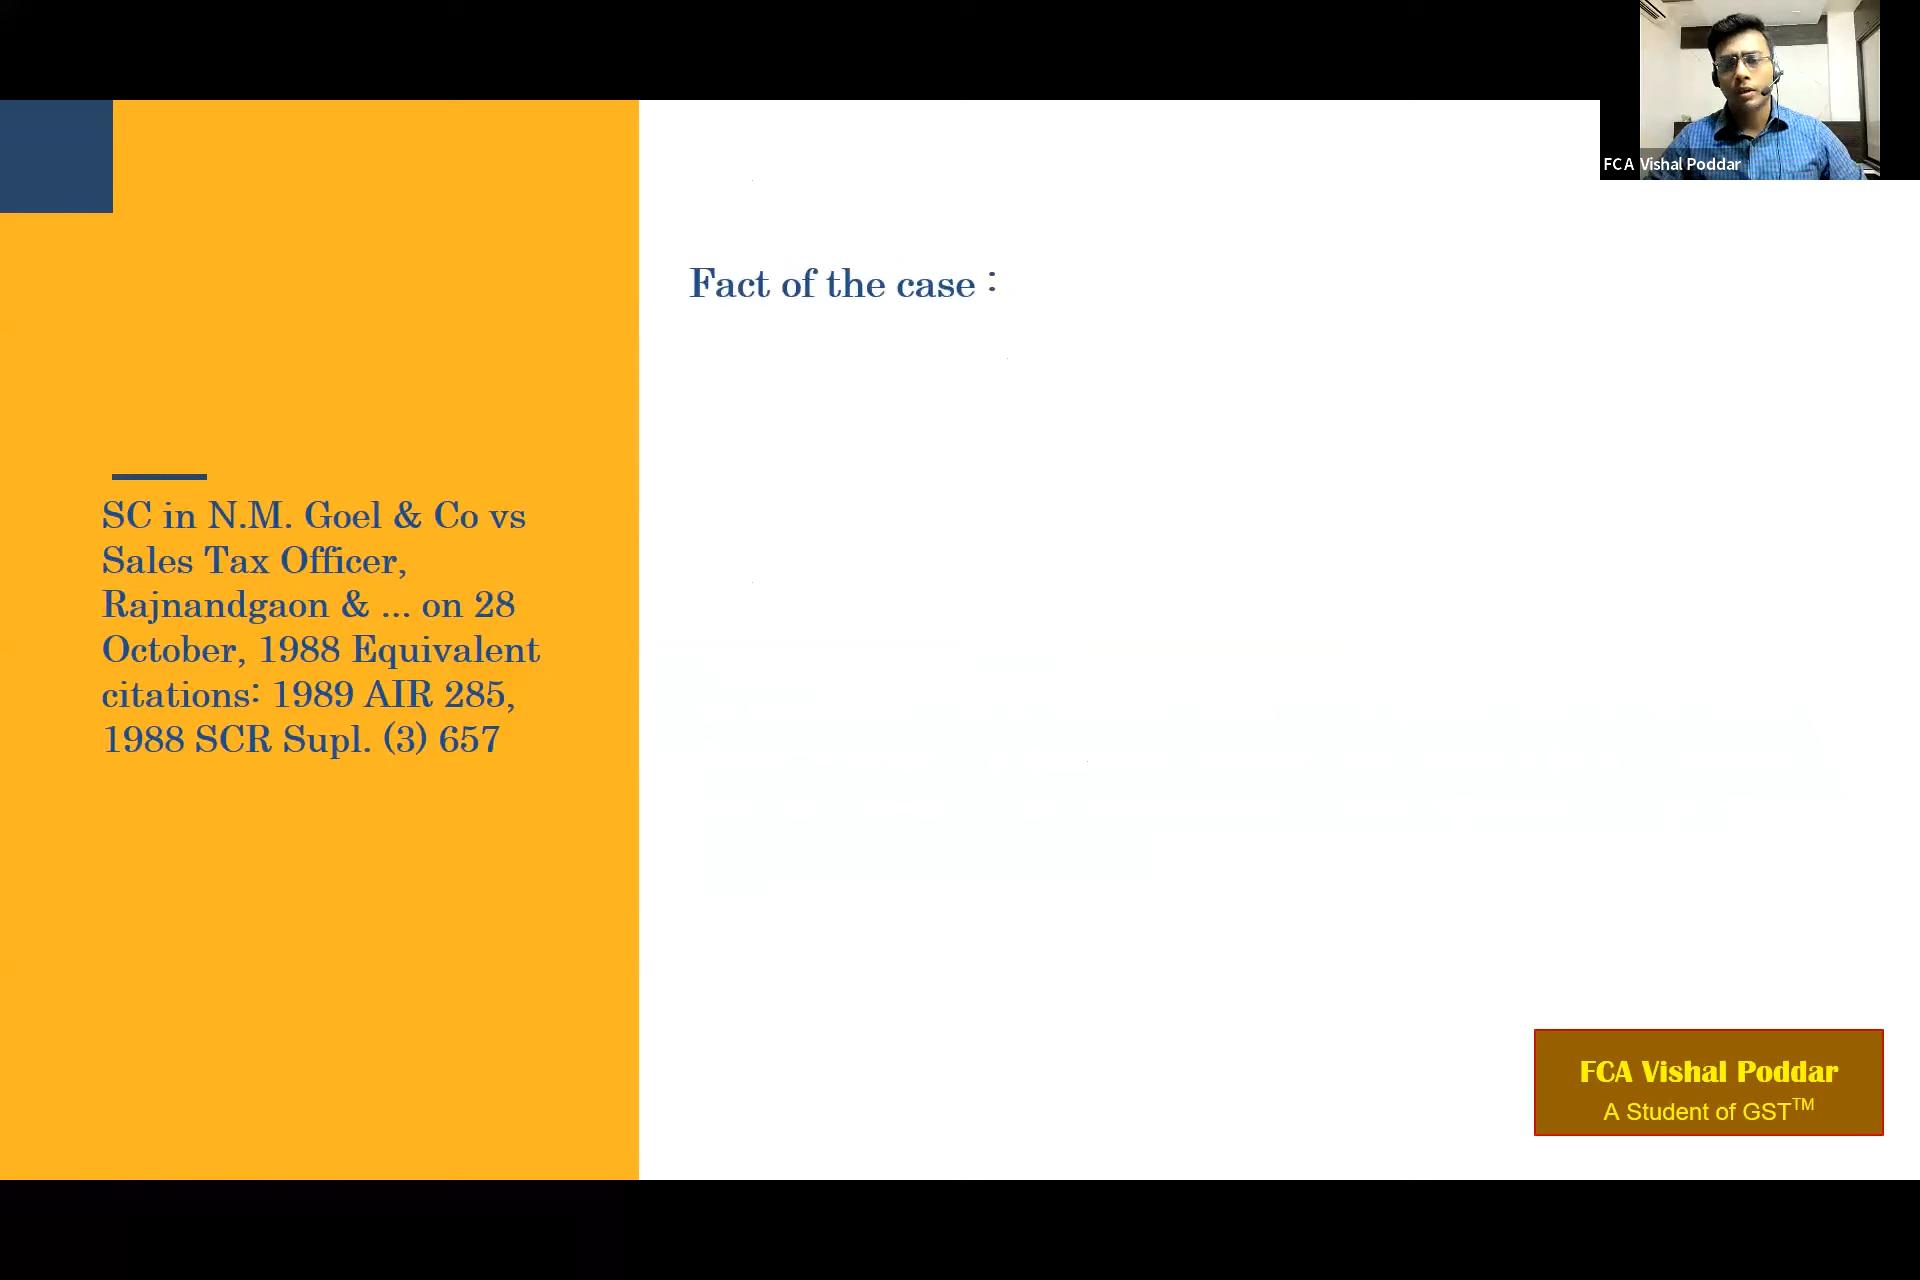 FCA Vishal Poddar
Fact of the case :
SC in N.M. Goel & Co vs
Sales Tax Officer,
Rajnandgaon & ... on 28
October, 1988 Equivalent
citations: 1989 AIR 285,
1988 SCR Supl. (3) 657
FCA Vishal Poddar
A Student of GST™